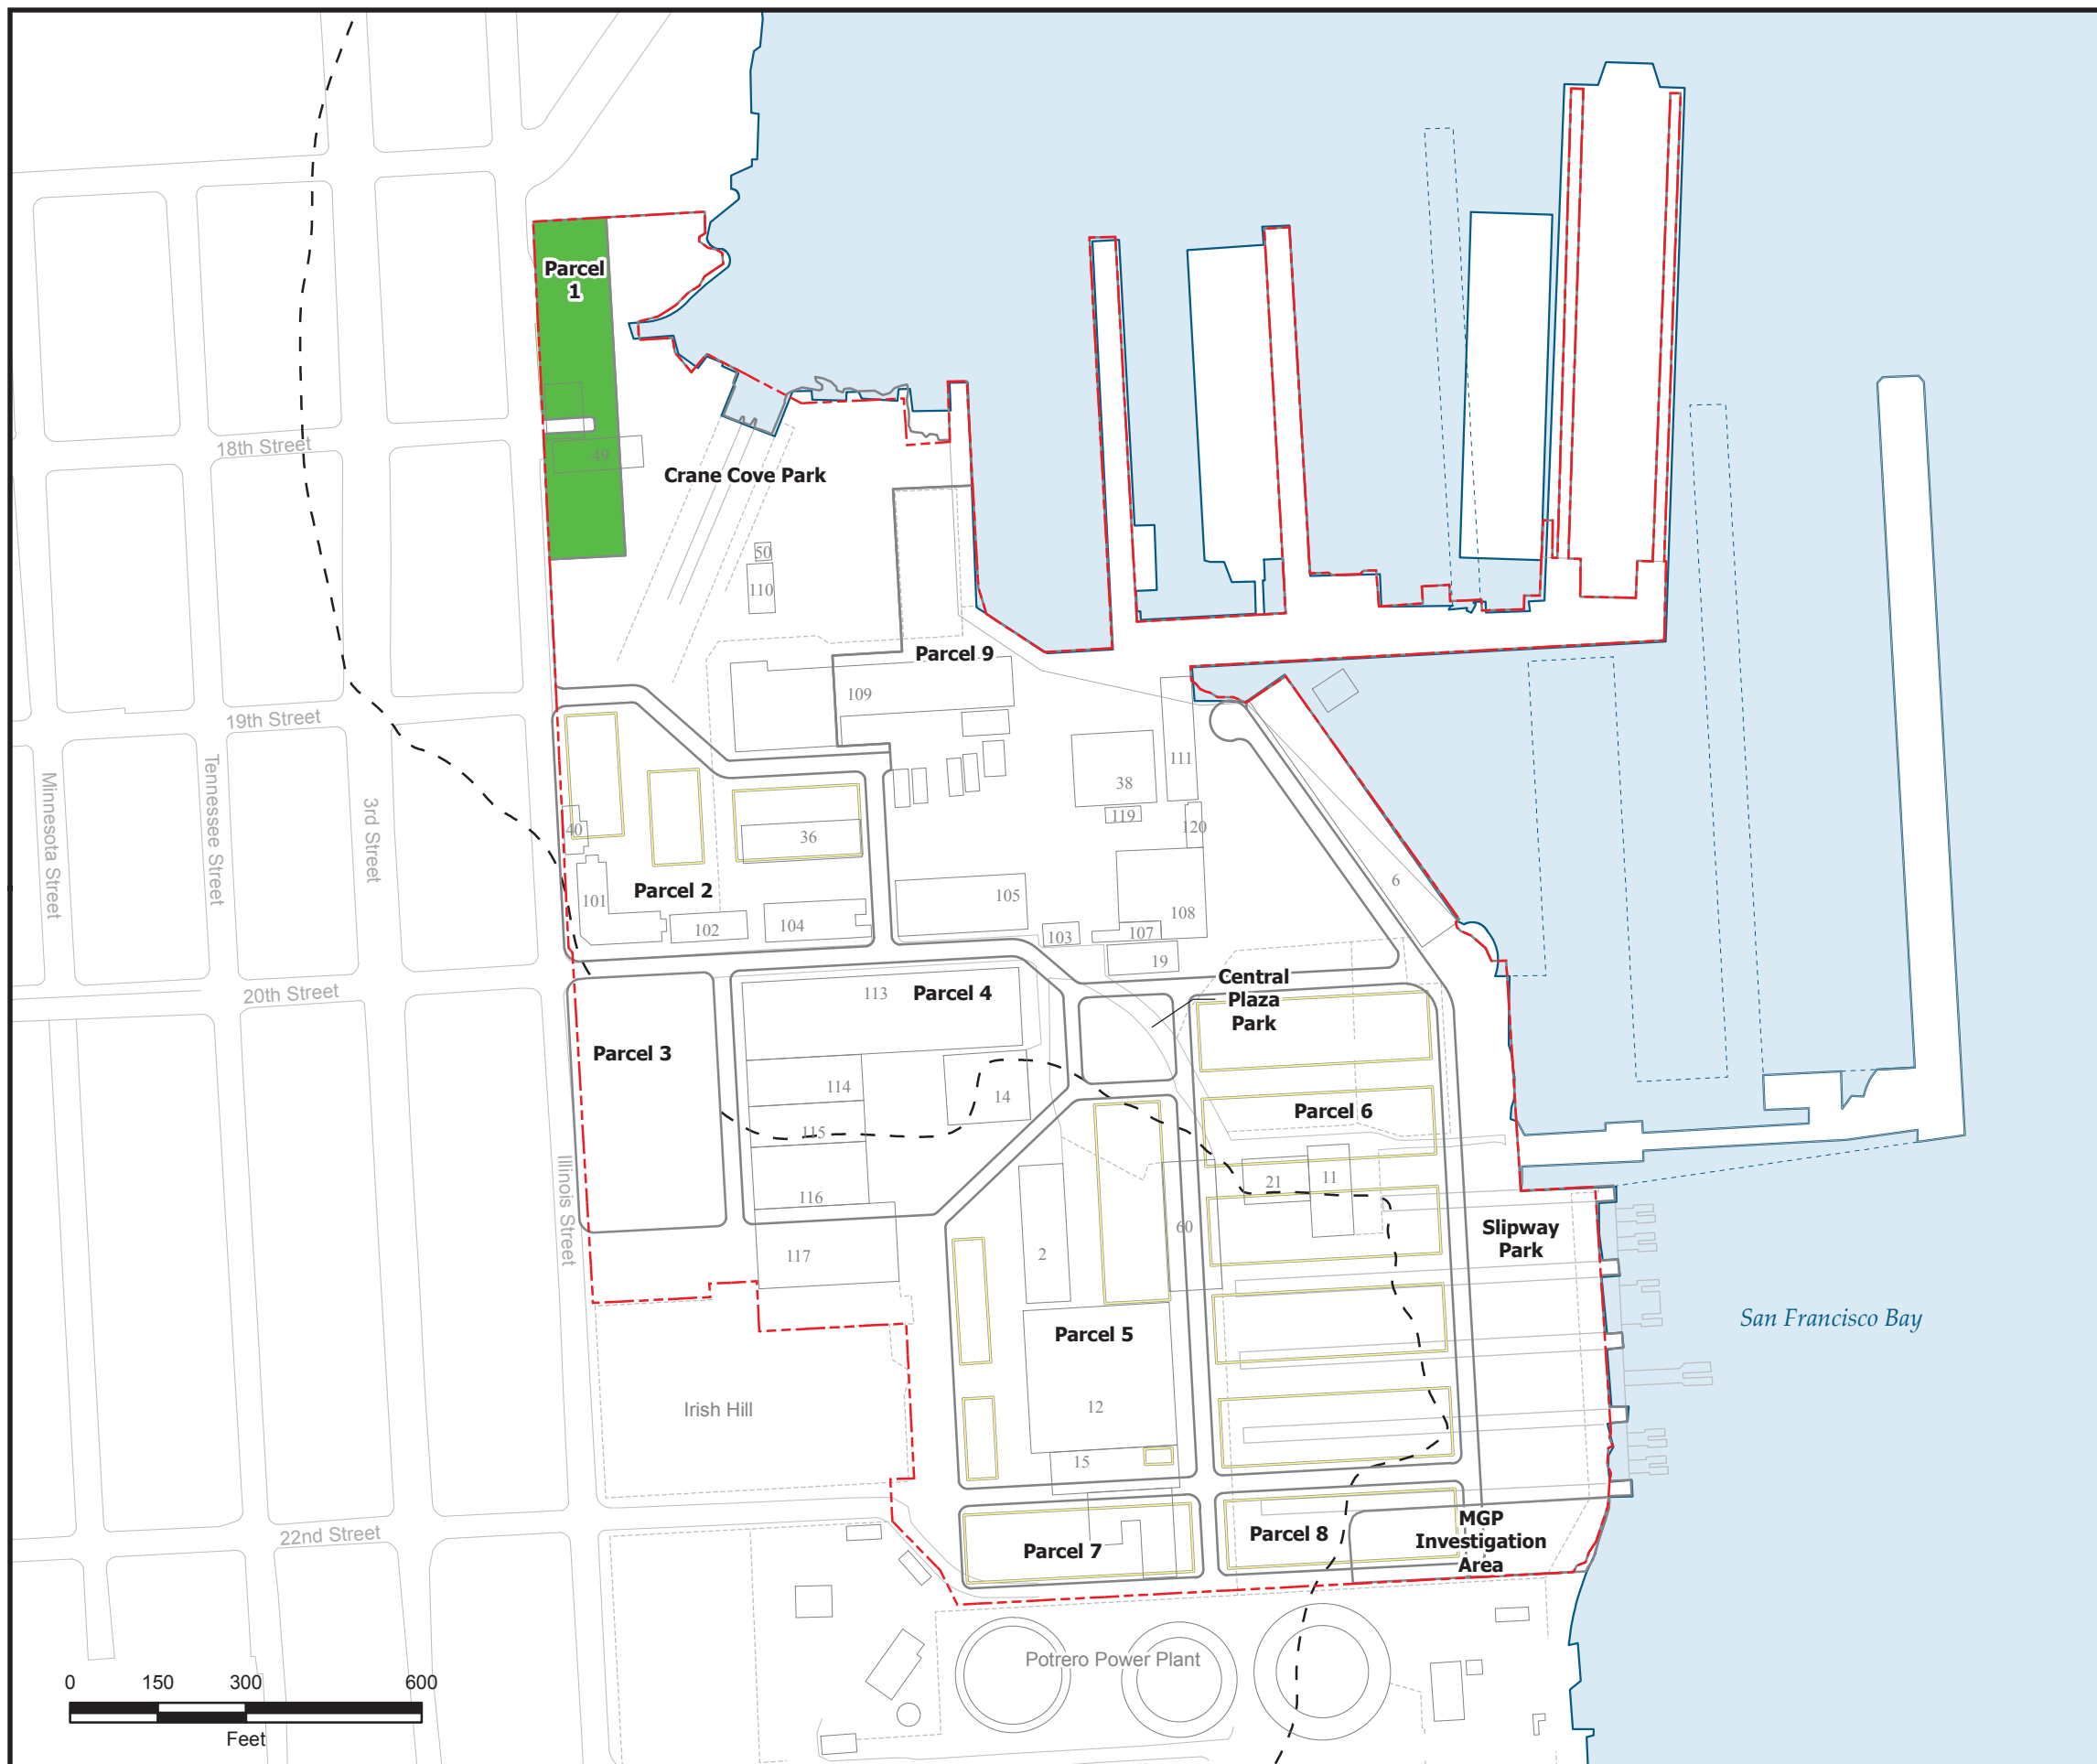 Parcel
1
18th Street
49
Crane Cove Park
50
110
Parcel 9
109
19th Street
Minnesota Street
Tennessee Street
3rd Street
38
111
119
120
40
36
6
Parcel 2
101
102
104
105
108
103
107
19
20th Street
Central
Plaza
Park
113
Parcel 4
Parcel 3
114
14
115
Parcel 6
116
21
11
Illinois Street
117
2
60
Slipway
Park
San Francisco Bay
Parcel 5
Irish Hill
12
15
22nd Street
Parcel 7
Parcel 8
MGP
Investigation
Area
Potrero Power Plant
0 150 300 600
Feet